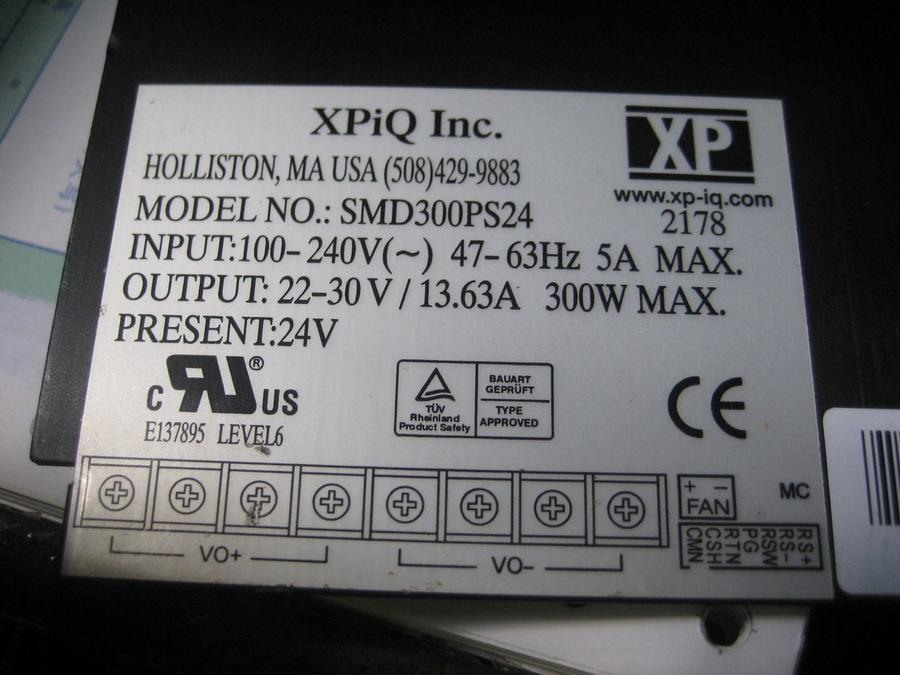 XPiQ Inc.
XP
HOLLISTON, MA USA (508)429-9883
www.xp-iq.com
MODEL NO.: SMD300PS24
2178
INPUT:100-240V(~) 47-63Hz 5A MAX.
OUTPUT: 22-30 V / 13.63A 300W MAX.
PRESENT:24V
c RU ® US
E137895 LEVEL6
TÜV
Rheinland
Product Safety
BAUART
GEPRÜFT
TYPE
APPROVED
CE
+ -
FAN
MC
VO+
VO-
RS+
RS-
RSW
PG
RTN
CSH
CMN